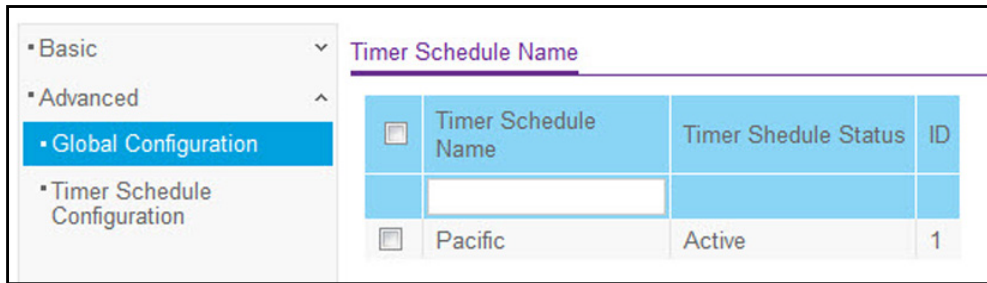 Basic
Advanced
Global Configuration
Timer Schedule
Configuration
Timer Schedule Name
Timer Schedule
Name
Timer Shedule Status
ID
Pacific
Active
1